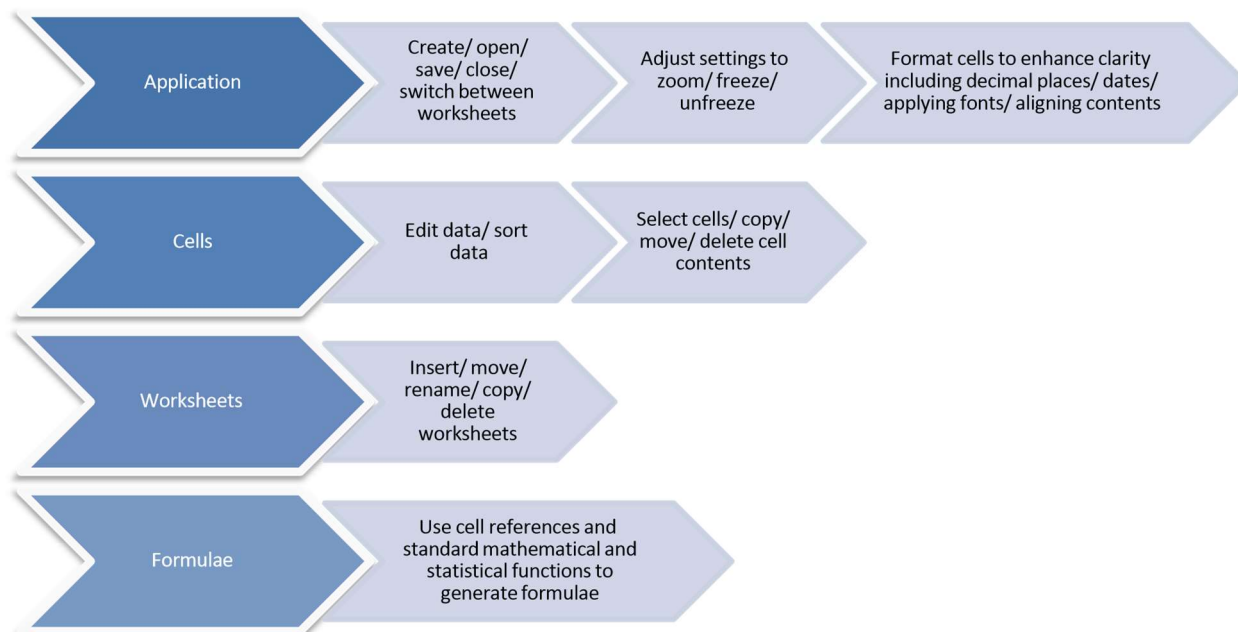 Application
Create/ open/
save/ close/
switch between
worksheets
Adjust settings to
zoom/ freeze/
unfreeze
Format cells to enhance clarity
including decimal places/ dates/
applying fonts/ aligning contents
Cells
Edit data/ sort
data
Select cells/ copy/
move/ delete cell
contents
Worksheets
Insert/ move/
rename/ copy/
delete
worksheets
Formulae
Use cell references and
standard mathematical and
statistical functions to
generate formulae